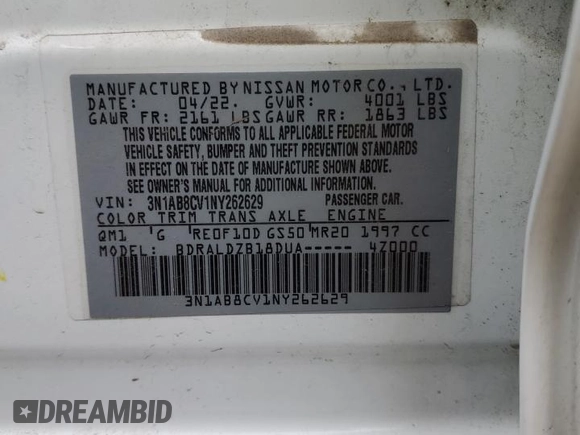 MANUFACTURED BY NISSAN MOTOR CO., LTD.
DATE: 04/22. GVWR: 4001 LBS
GAWR FR: 2161 LBS GAWR RR: 1863 LBS
THIS VEHICLE CONFORMS TO ALL APPLICABLE FEDERAL MOTOR
VEHICLE SAFETY, BUMPER AND THEFT PREVENTION STANDARDS
IN EFFECT ON THE DATE OF MANUFACTURE SHOWN ABOVE.
SEE OWNER'S MANUAL FOR ADDITIONAL INFORMATION.
VIN: 3N1AB8CV1NY262629 PASSENGER CAR.
COLOR TRIM TRANS AXLE ENGINE
QM1 'G RE0F10D GS50 MR20 1997 CC
MODEL: BDRALDZB18DUA----- 4Z000
3N1AB8CV1NY262629
DREAMBID